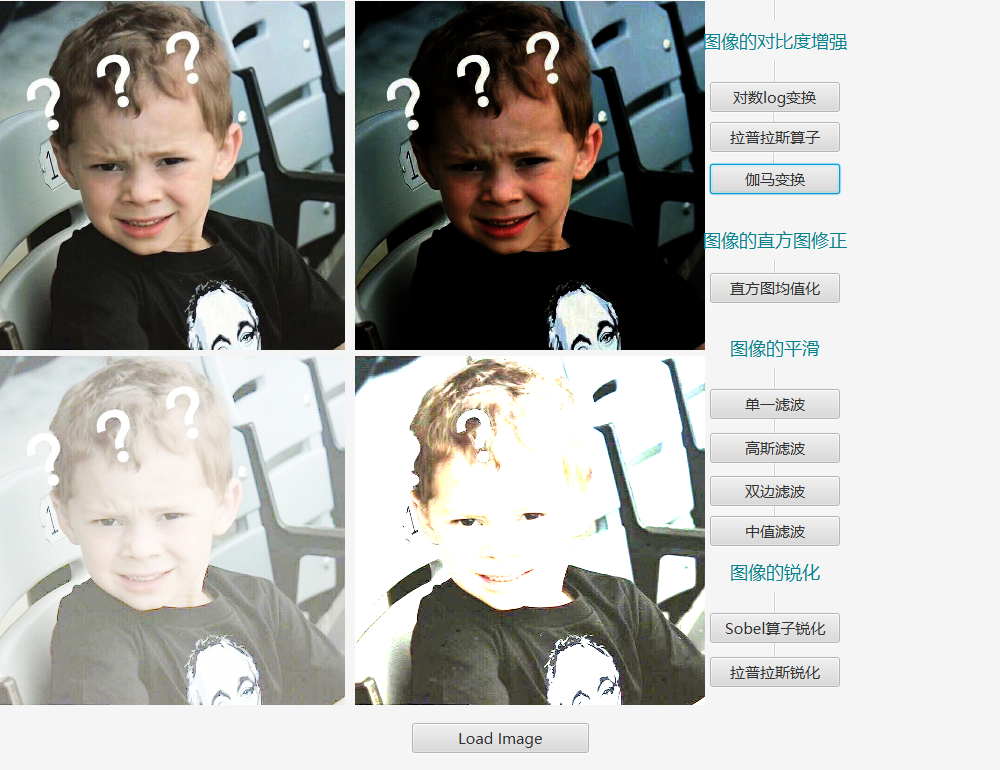 ? ? ?
1
? ? ?
1
? ? ?
1
?
1
图像的对比度增强
对数log变换
拉普拉斯算子
伽马变换
图像的直方图修正
直方图均值化
图像的平滑
单一滤波
高斯滤波
双边滤波
中值滤波
图像的锐化
Sobel算子锐化
拉普拉斯锐化
Load Image